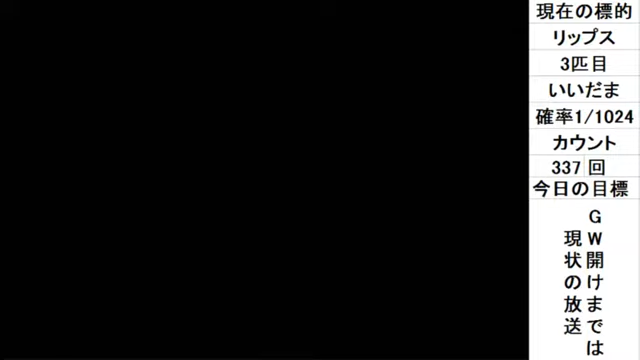 現在の標的
リップス
3匹目
いいだま
確率1/1024
カウント
337 回
今日の目標
GW開けまでは
現状の放送